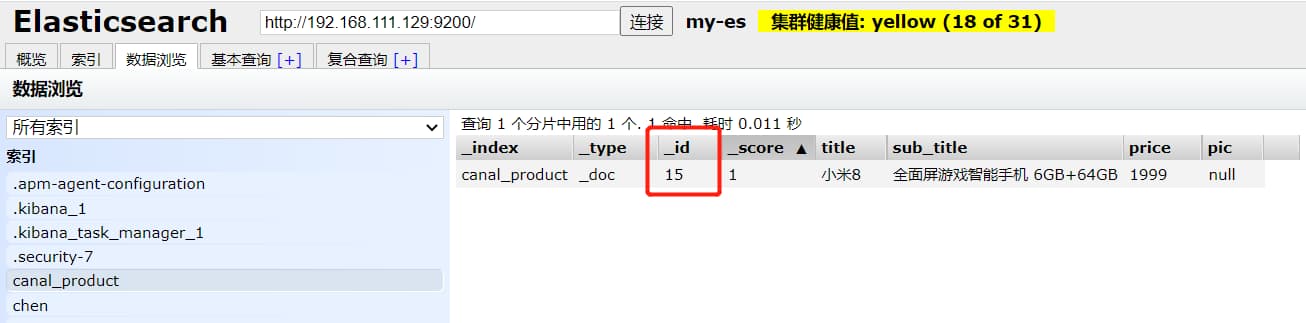 Elasticsearch http://192.168.111.129:9200/ 连接 my-es 集群健康值: yellow (18 of 31)
概览 索引 数据浏览 基本查询 [+] 复合查询 [+]
数据浏览
所有索引
索引
.apm-agent-configuration
.kibana_1
.kibana_task_manager_1
.security-7
canal_product
chen
查询 1 个分片中用的 1 个. 1 命中. 耗时 0.011 秒
_index _type _id _score ▲ title sub_title price pic
canal_product _doc 15 1 小米8 全面屏游戏智能手机 6GB+64GB 1999 null